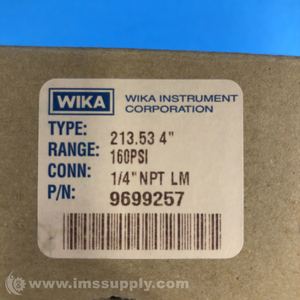 WIKA
WIKA INSTRUMENT
CORPORATION
TYPE: 213.53 4"
RANGE: 160PSI
CONN: 1/4" NPT LM
P/N: 9699257
www.imssupply.com